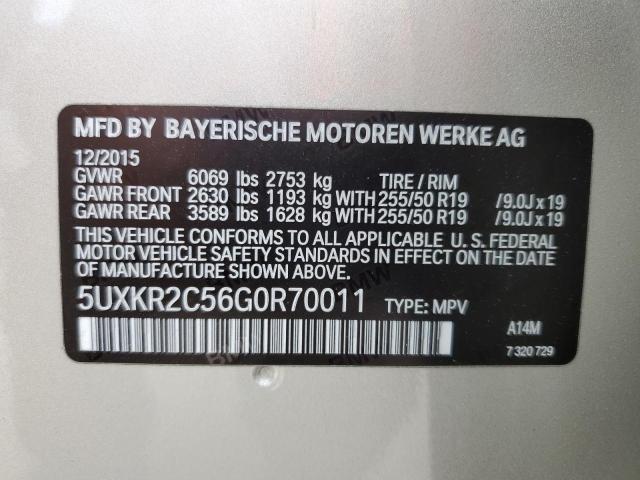 MFD BY BAYERISCHE MOTOREN WERKE AG
12/2015
GVWR 6069 lbs 2753 kg TIRE / RIM
GAWR FRONT 2630 lbs 1193 kg WITH 255/50 R19 /9.0J x 19
GAWR REAR 3589 lbs 1628 kg WITH 255/50 R19 /9.0J x 19
THIS VEHICLE CONFORMS TO ALL APPLICABLE U. S. FEDERAL
MOTOR VEHICLE SAFETY STANDARDS IN EFFECT
ON THE DATE OF MANUFACTURE SHOWN ABOVE.
5UXKR2C56G0R70011 TYPE: MPV
A14M
7 320 729